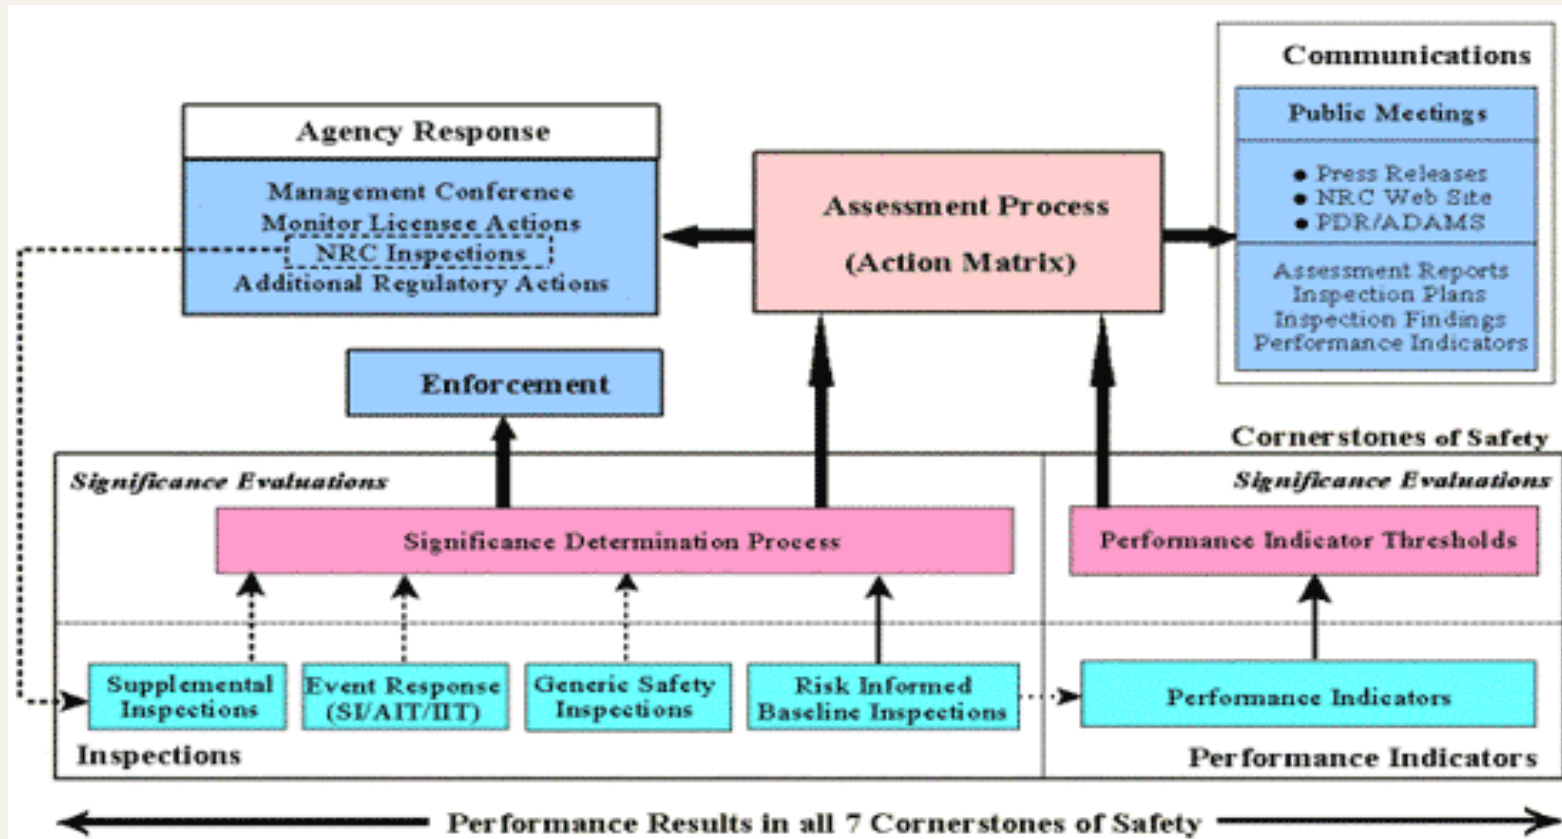 Communications
Public Meetings
● Press Releases
● NRC Web Site
● PDR/ADAMS
Assessment Reports
Inspection Plans
Inspection Findings
Performance Indicators
Agency Response
Management Conference
Monitor Licensee Actions
NRC Inspections
Additional Regulatory Actions
Assessment Process
(Action Matrix)
Enforcement
Cornerstones of Safety
Significance Evaluations
Significance Evaluations
Significance Determination Process
Performance Indicator Thresholds
Supplemental
Inspections
Event Response
(SI/AIT/IIT)
Generic Safety
Inspections
Risk Informed
Baseline Inspections
Performance Indicators
Inspections
Performance Indicators
Performance Results in all 7 Cornerstones of Safety